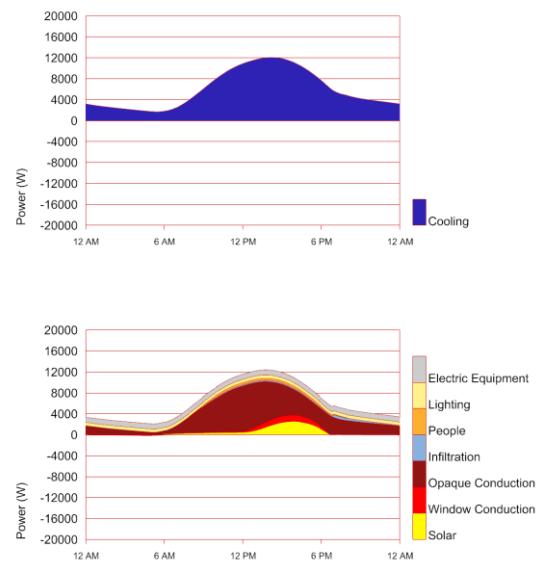 20000
16000
12000
8000
4000
0
-4000
-8000
-12000
-16000
-20000
Power (W)
12 AM 6 AM 12 PM 6 PM 12 AM
Cooling
20000
16000
12000
8000
4000
0
-4000
-8000
-12000
-16000
-20000
Power (W)
12 AM 6 AM 12 PM 6 PM 12 AM
Electric Equipment
Lighting
People
Infiltration
Opaque Conduction
Window Conduction
Solar